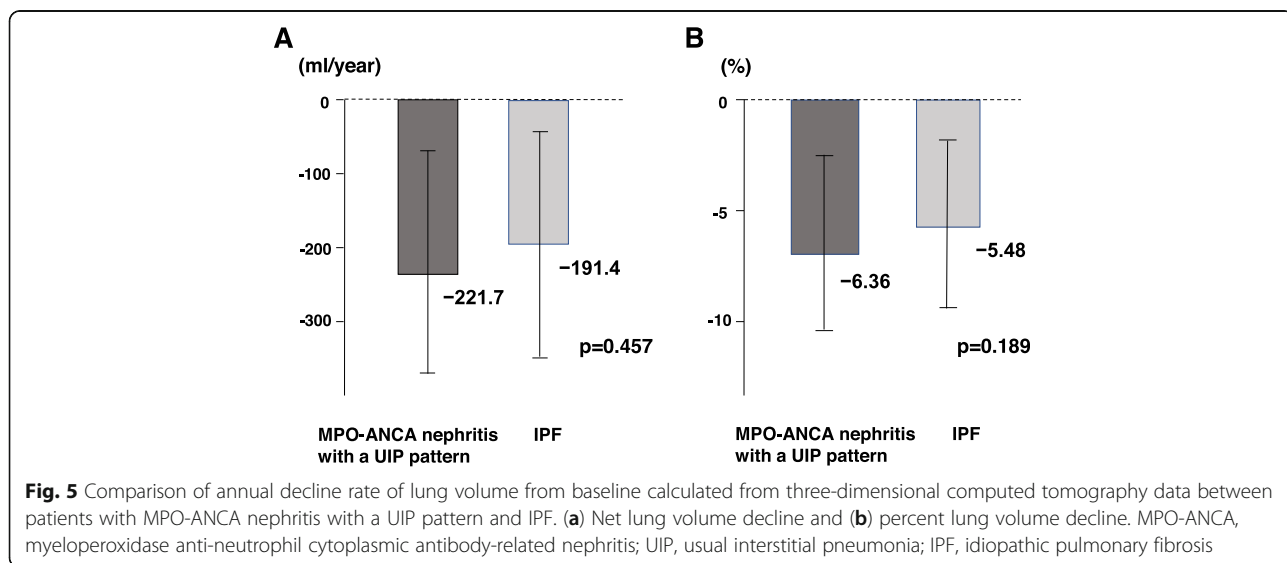 A
(ml/year)
0
-100
-200
-300
−221.7
−191.4
p=0.457
MPO-ANCA nephritis
with a UIP pattern
IPF
B
(%)
0
-5
-10
−6.36
−5.48
p=0.189
MPO-ANCA nephritis
with a UIP pattern
IPF
Fig. 5 Comparison of annual decline rate of lung volume from baseline calculated from three-dimensional computed tomography data between
patients with MPO-ANCA nephritis with a UIP pattern and IPF. (a) Net lung volume decline and (b) percent lung volume decline. MPO-ANCA,
myeloperoxidase anti-neutrophil cytoplasmic antibody-related nephritis; UIP, usual interstitial pneumonia; IPF, idiopathic pulmonary fibrosis